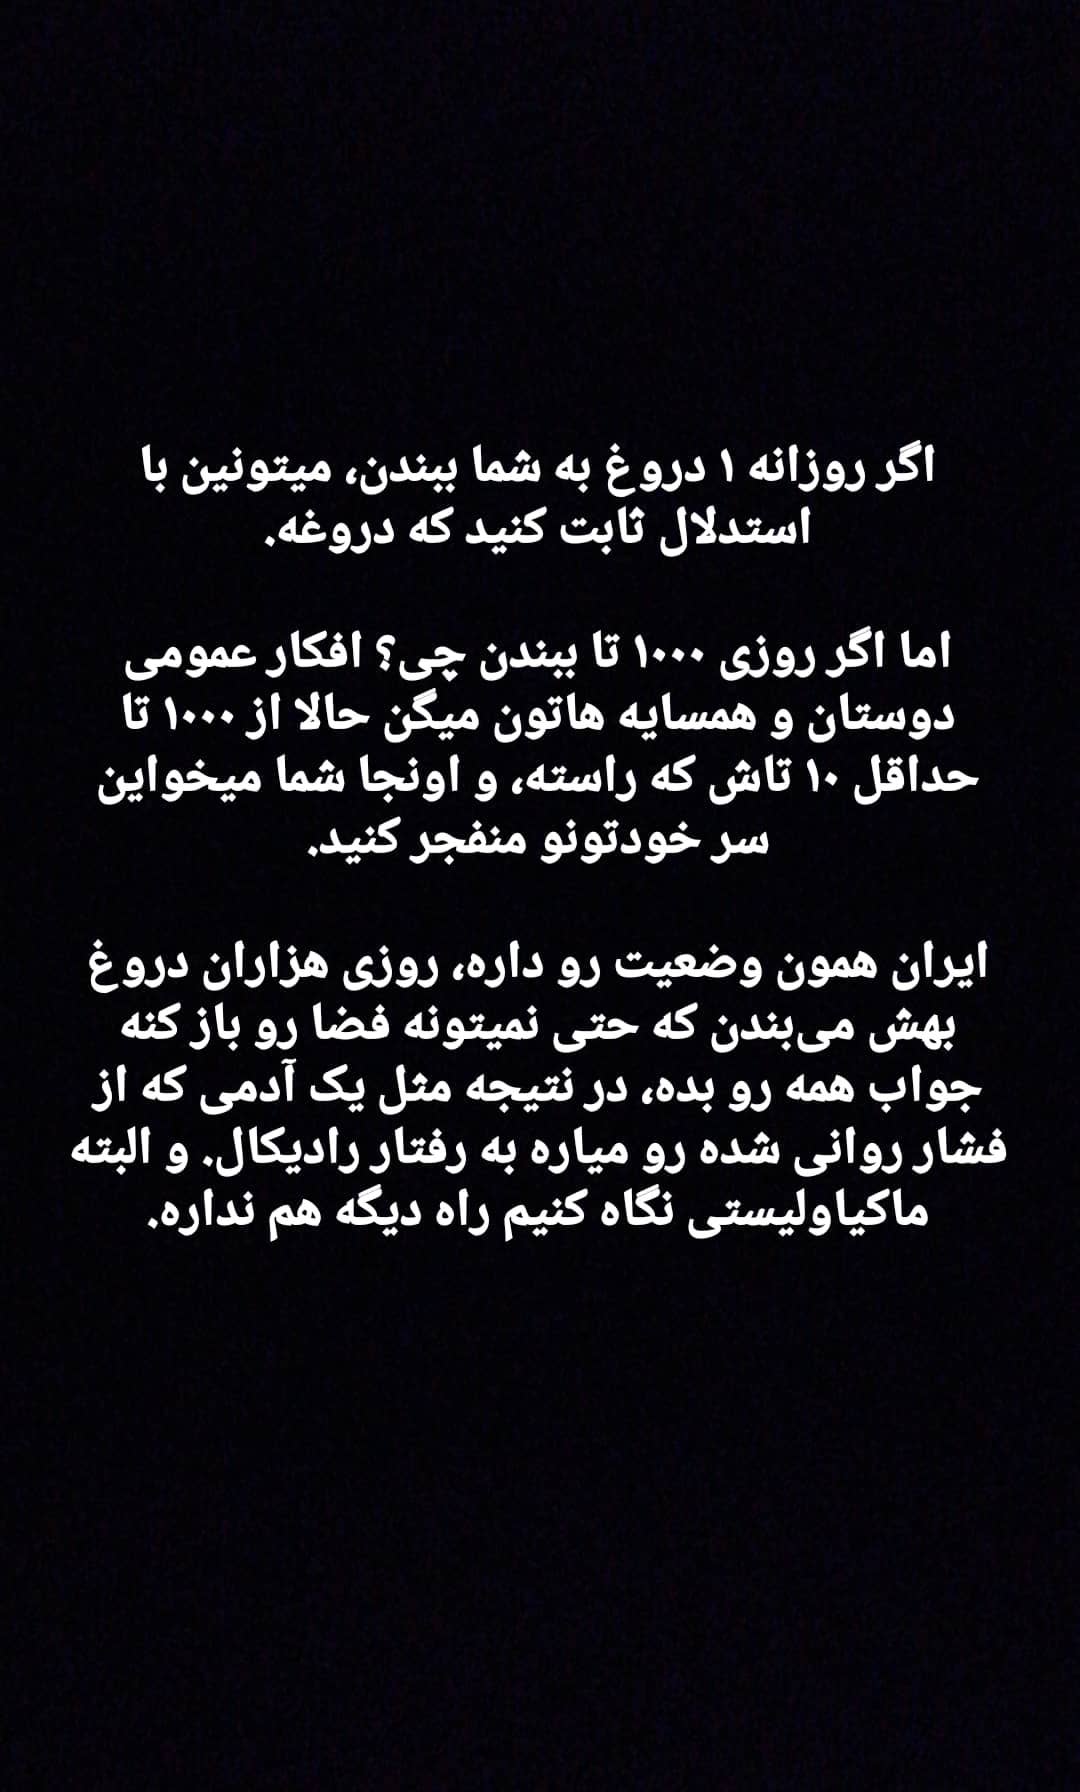 اگر روزانه ۱ دروغ به شما ببندن، میتونین با
استدلال ثابت کنید که دروغه.
اما اگر روزی ۱۰۰۰ تا ببندن چی؟ افکار عمومی
دوستان و همسایه هاتون میگن حالا از ۱۰۰۰ تا
حداقل ۱۰ تاش که راسته، و اونجا شما میخواین
سر خودتونو منفجر کنید.
ایران همون وضعیت رو داره، روزی هزاران دروغ
بهش می‌بندن که حتی نمیتونه فضا رو باز کنه
جواب همه رو بده، در نتیجه مثل یک آدمی که از
فشار روانی شده رو میاره به رفتار رادیکال. و البته
ماکیاولیستی نگاه کنیم راه دیگه هم نداره.